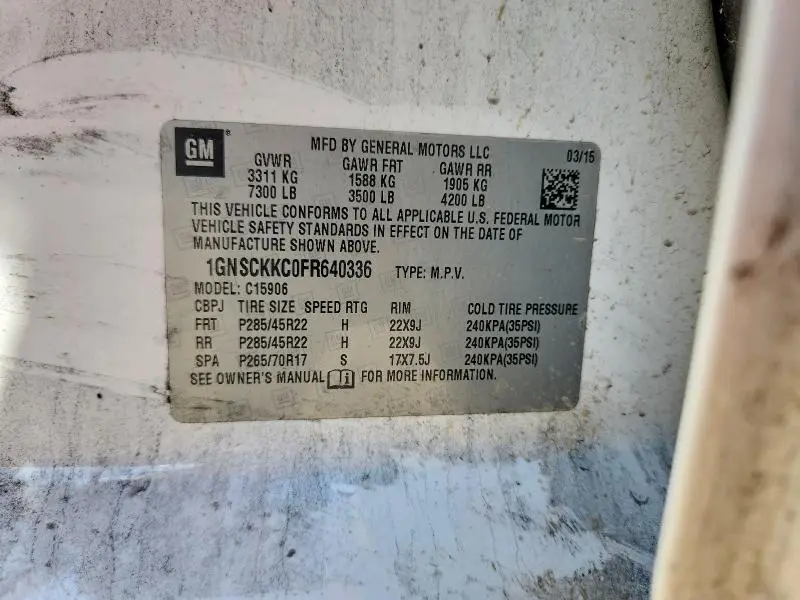 GM® MFD BY GENERAL MOTORS LLC 03/15
GVWR GAWR FRT GAWR RR
3311 KG 1588 KG 1905 KG
7300 LB 3500 LB 4200 LB
THIS VEHICLE CONFORMS TO ALL APPLICABLE U.S. FEDERAL MOTOR
VEHICLE SAFETY STANDARDS IN EFFECT ON THE DATE OF
MANUFACTURE SHOWN ABOVE.
1GNSCKKC0FR640336 TYPE: M.P.V.
MODEL: C15906
CBPJ TIRE SIZE SPEED RTG RIM COLD TIRE PRESSURE
FRT P285/45R22 H 22X9J 240KPA(35PSI)
RR P285/45R22 H 22X9J 240KPA(35PSI)
SPA P265/70R17 S 17X7.5J 240KPA(35PSI)
SEE OWNER'S MANUAL FOR MORE INFORMATION.